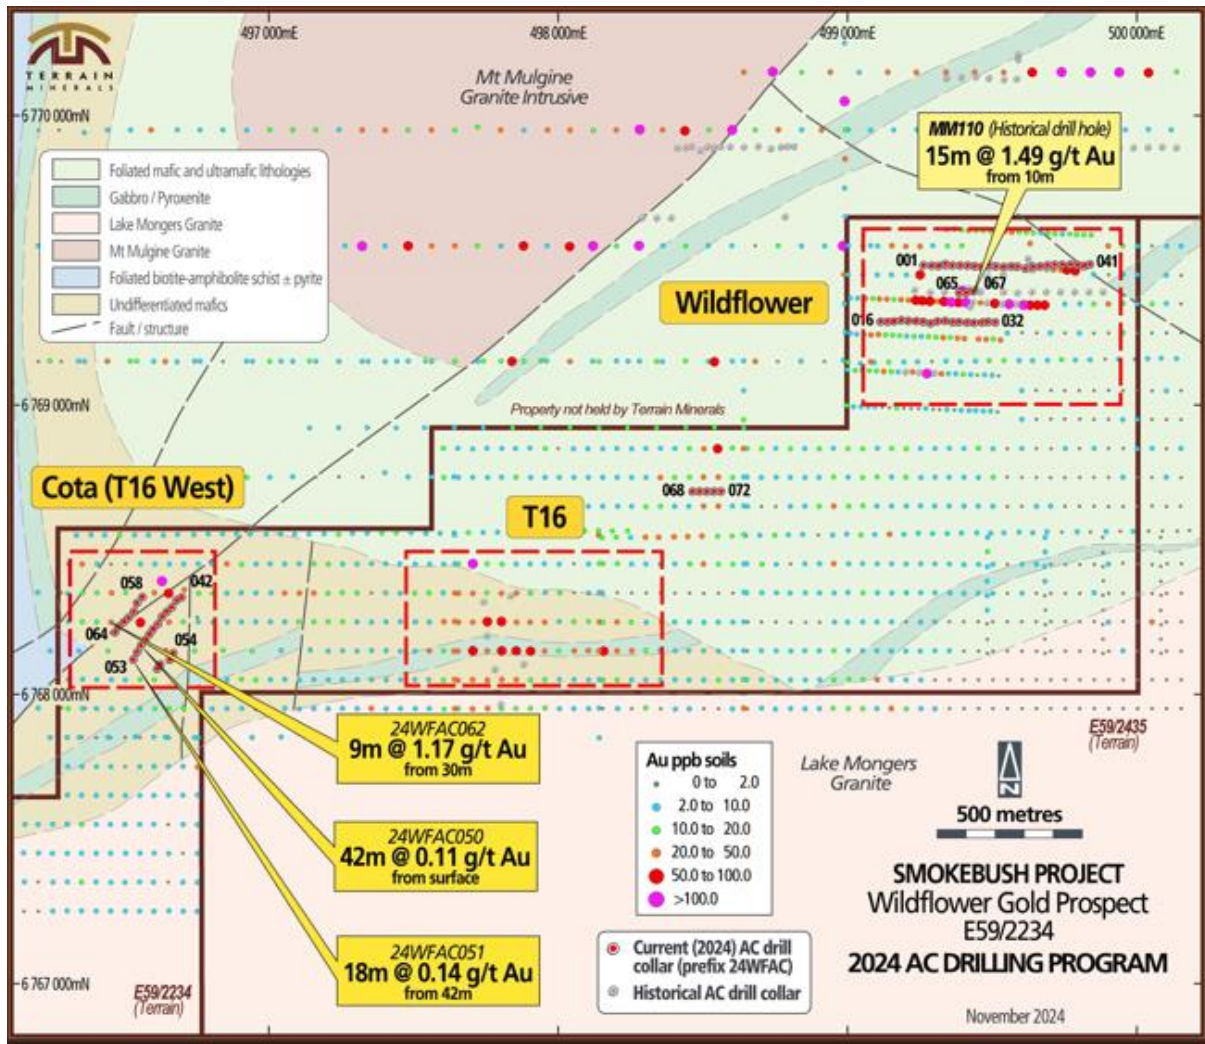 TERRAIN
MINERALS
497 000mE
498 000mE
499 000mE
500 000mE
Mt Mulgine
Granite Intrusive
6 770 000mN
MM110 (Historical drill hole)
15m @ 1.49 g/t Au
from 10m
Foliated mafic and ultramafic lithologies
Gabbro / Pyroxenite
Lake Mongers Granite
Mt Mulgine Granite
Foliated biotite-amphibolite schist ± pyrite
Undifferentiated mafics
Fault / structure
001
041
065
067
016
032
Wildflower
6 769 000mN
Property not held by Terrain Minerals
Cota (T16 West)
068
072
T16
058
042
064
054
053
6 768 000mN
24WFAC062
9m @ 1.17 g/t Au
from 30m
24WFAC050
42m @ 0.11 g/t Au
from surface
24WFAC051
18m @ 0.14 g/t Au
from 42m
6 767 000mN
E59/2234
(Terrain)
Au ppb soils
0 to 2.0
2.0 to 10.0
10.0 to 20.0
20.0 to 50.0
50.0 to 100.0
>100.0
Current (2024) AC drill
collar (prefix 24WFAC)
Historical AC drill collar
Lake Mongers
Granite
E59/2435
(Terrain)
N
500 metres
SMOKEBUSH PROJECT
Wildflower Gold Prospect
E59/2234
2024 AC DRILLING PROGRAM
November 2024